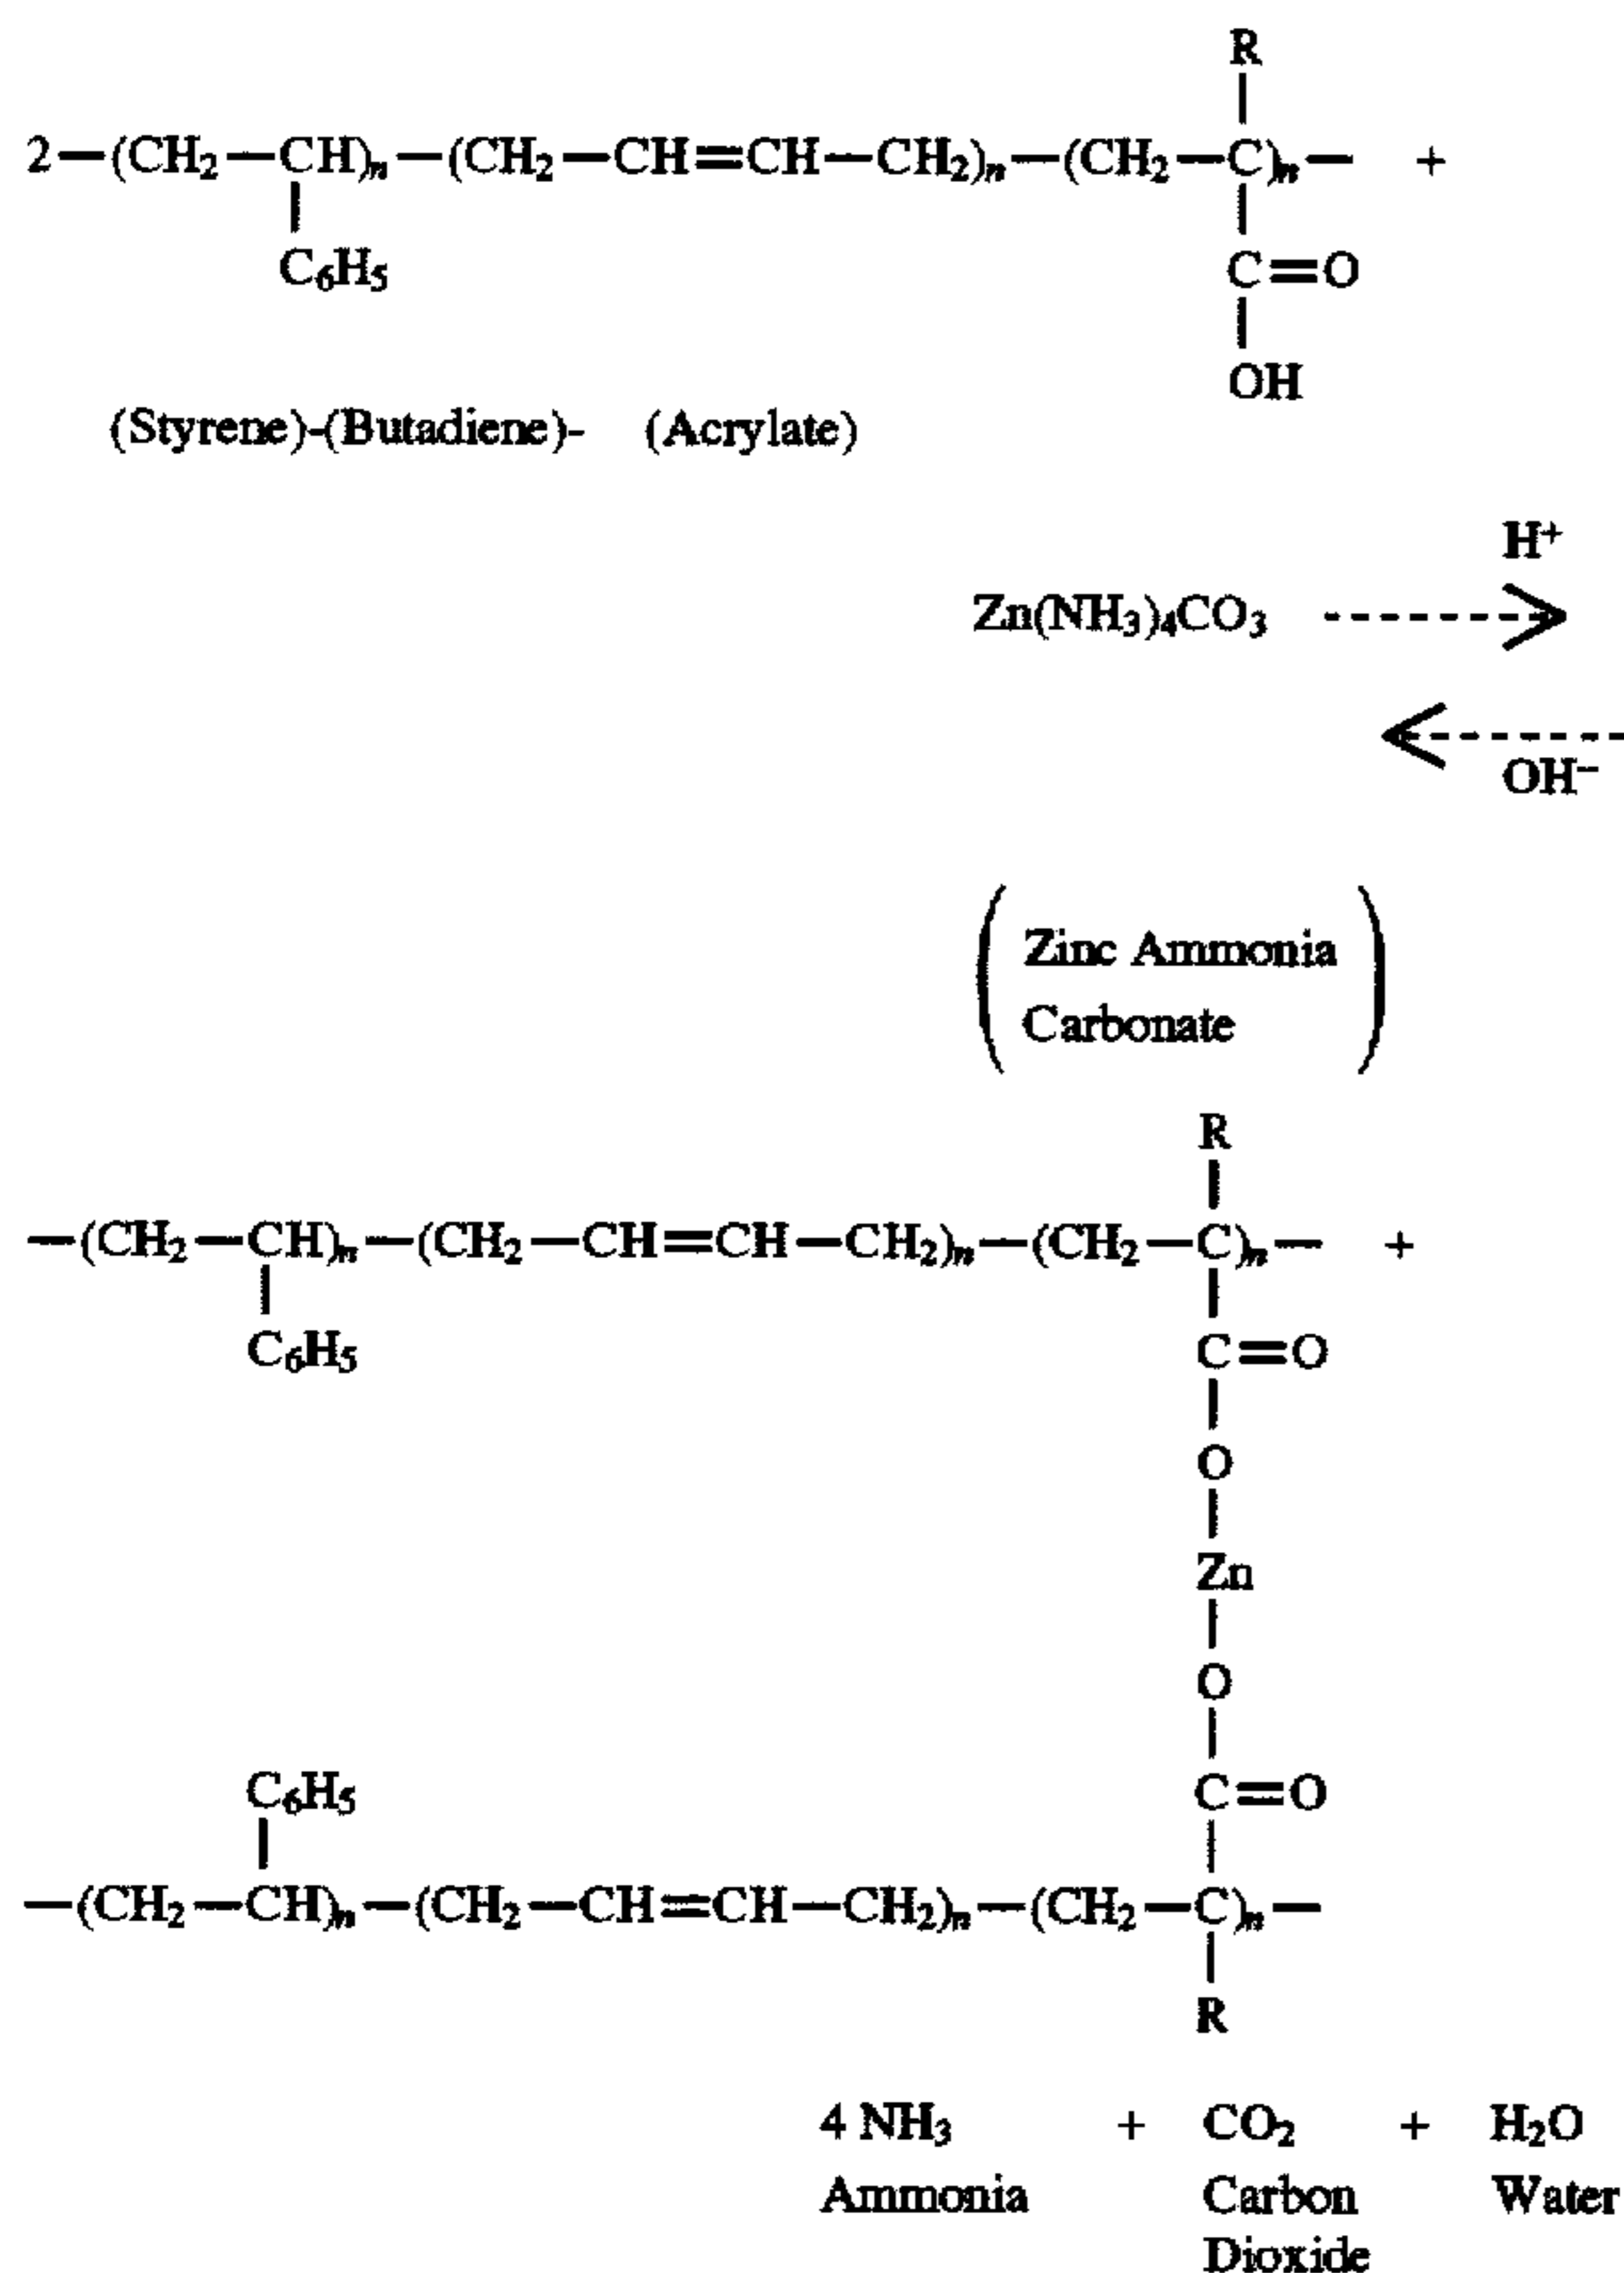 R
2—(CH₂—CH)ₙ—(CH₂—CH=CH—CH₂)ₙ—(CH₂—C)ₙ— +
C₆H₅
C=O
OH
(Styrene)-(Butadiene)- (Acrylate)
H⁺
Zn(NH₃)₄CO₃
OH⁻
Zinc Ammonia
Carbonate
R
—(CH₂—CH)ₙ—(CH₂—CH=CH—CH₂)ₙ—(CH₂—C)ₙ— +
C₆H₅ C=O
O
Zn
O
C₆H₅ C=O
—(CH₂—CH)ₙ—(CH₂—CH=CH—CH₂)ₙ—(CH₂—C)ₙ—
R
4 NH₃ + CO₂ + H₂O
Ammonia Carbon Water
Dioxide